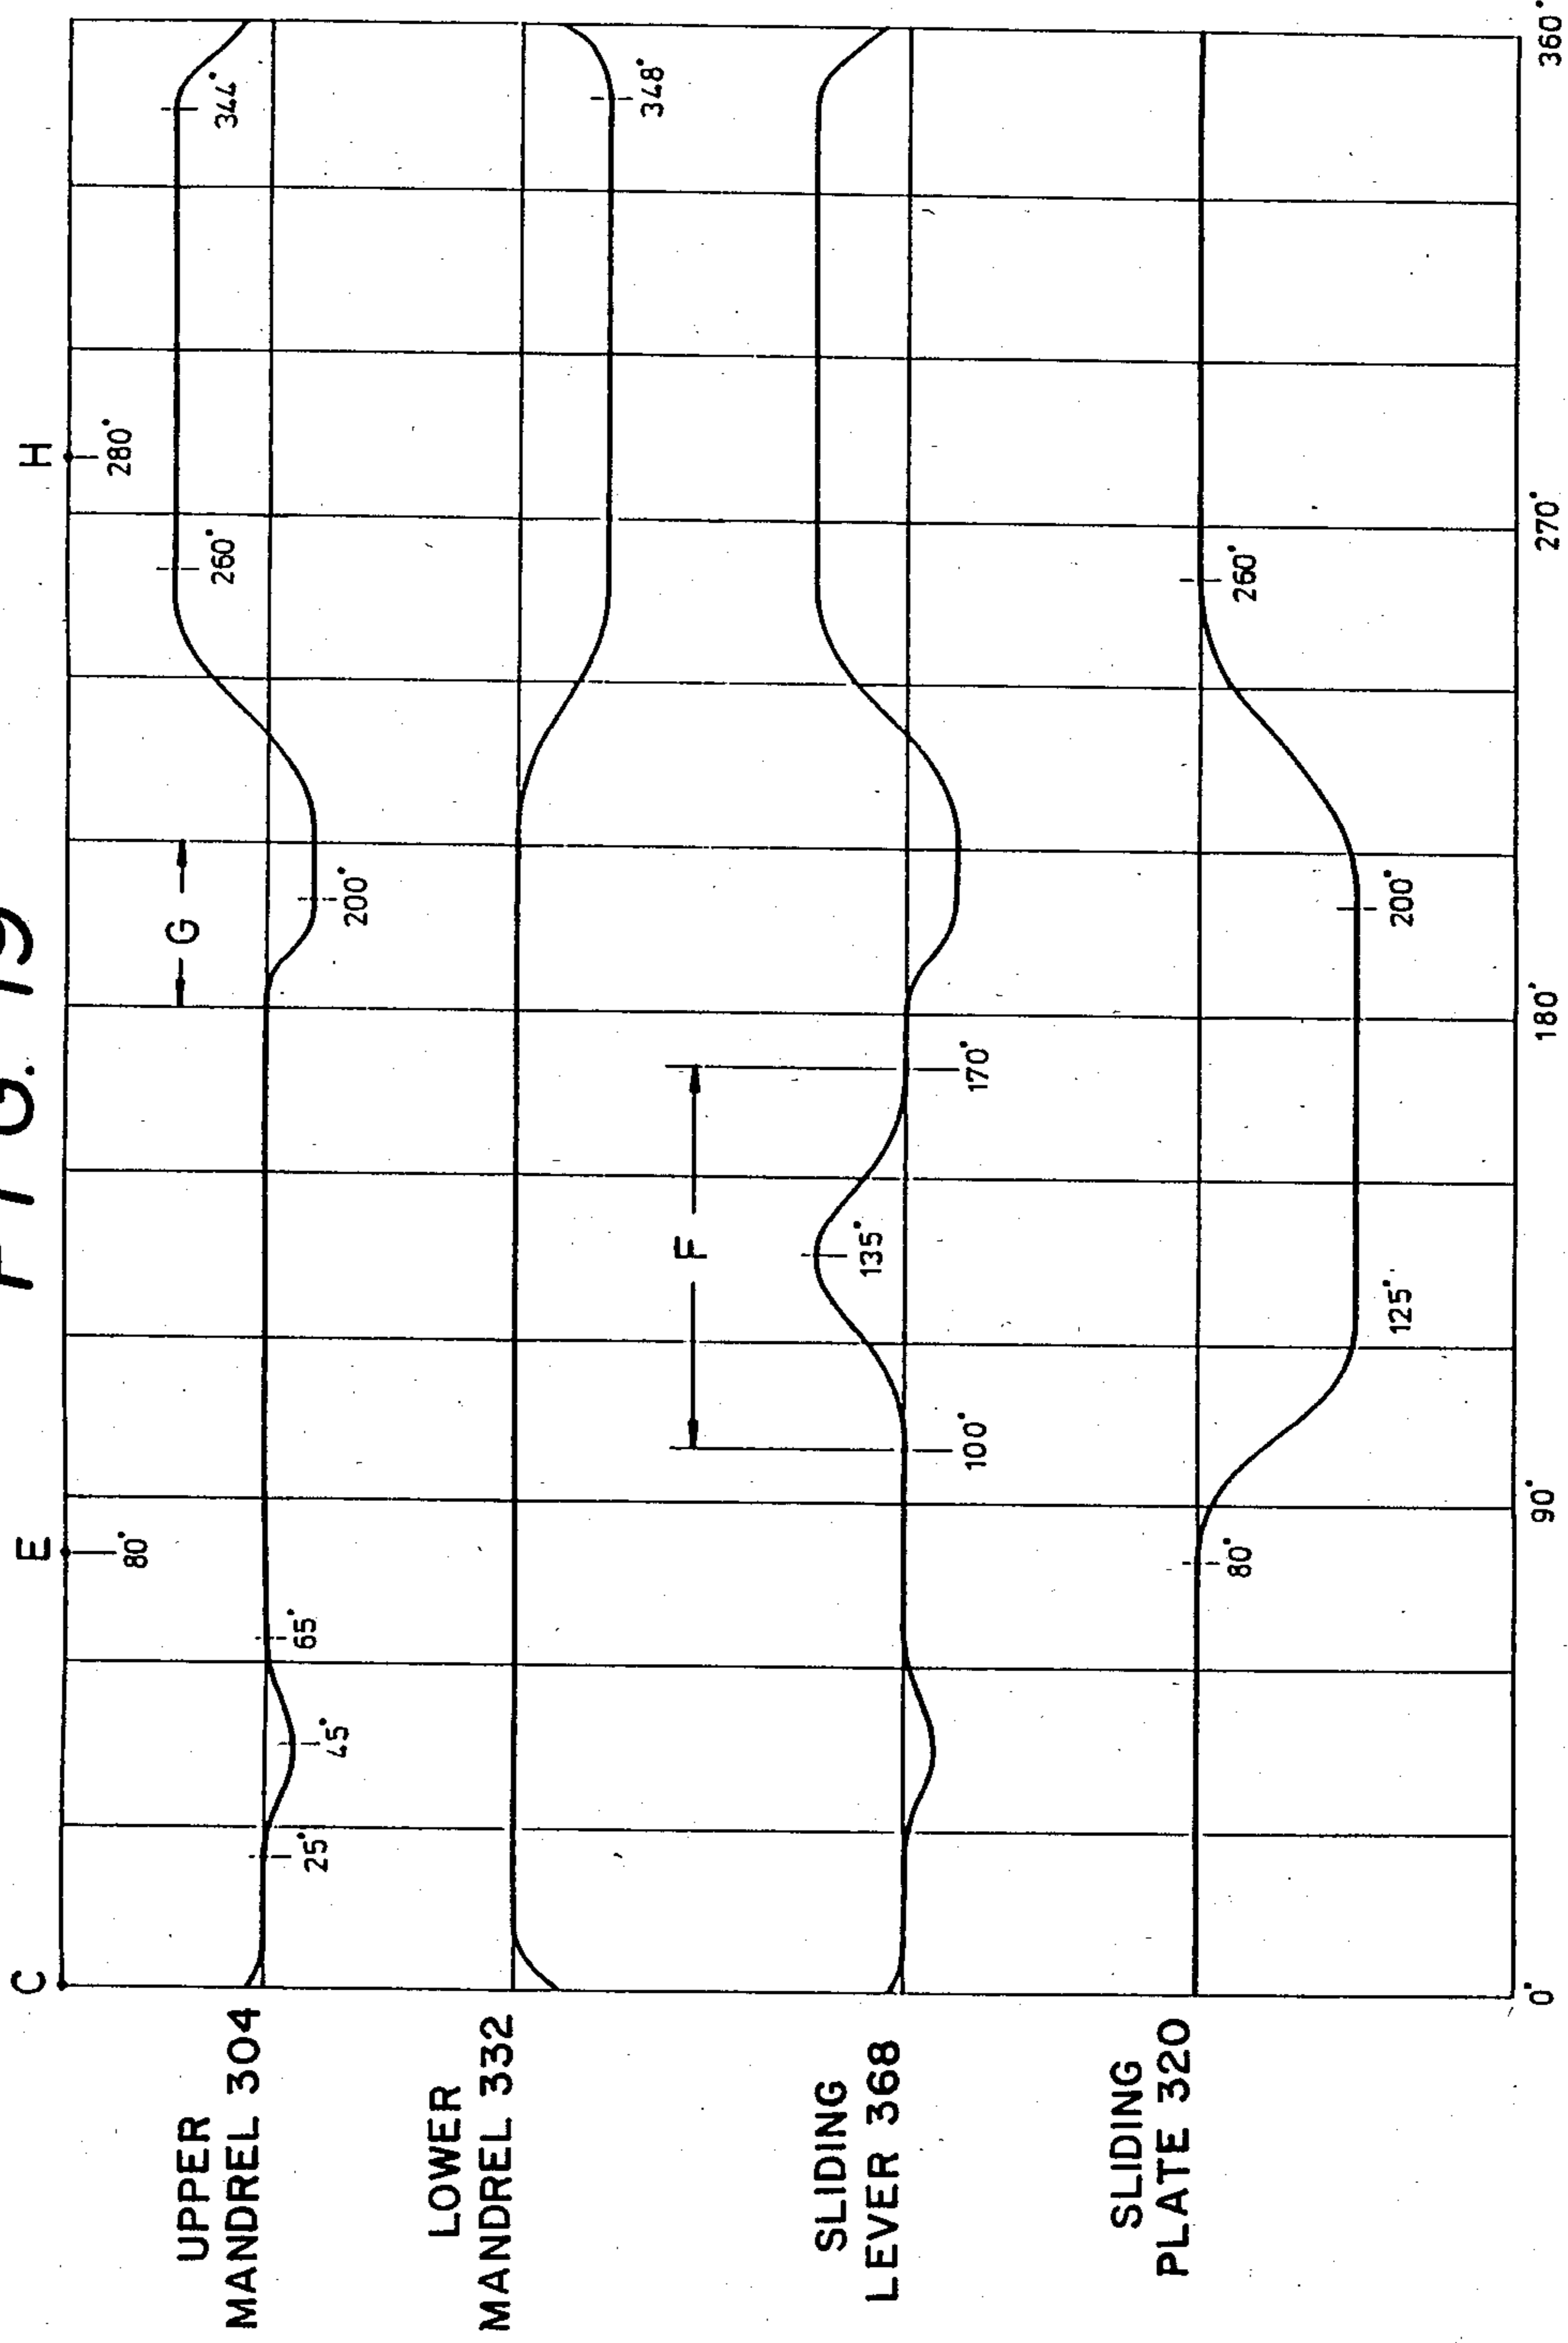 FIG. 19
C
E
80°
H
280°
UPPER
MANDREL 304
25°
45°
65°
G
200°
260°
344°
LOWER
MANDREL 332
348°
SLIDING
LEVER 368
F
100°
135°
170°
SLIDING
PLATE 320
80°
125°
200°
260°
0°
90°
180°
270°
360°